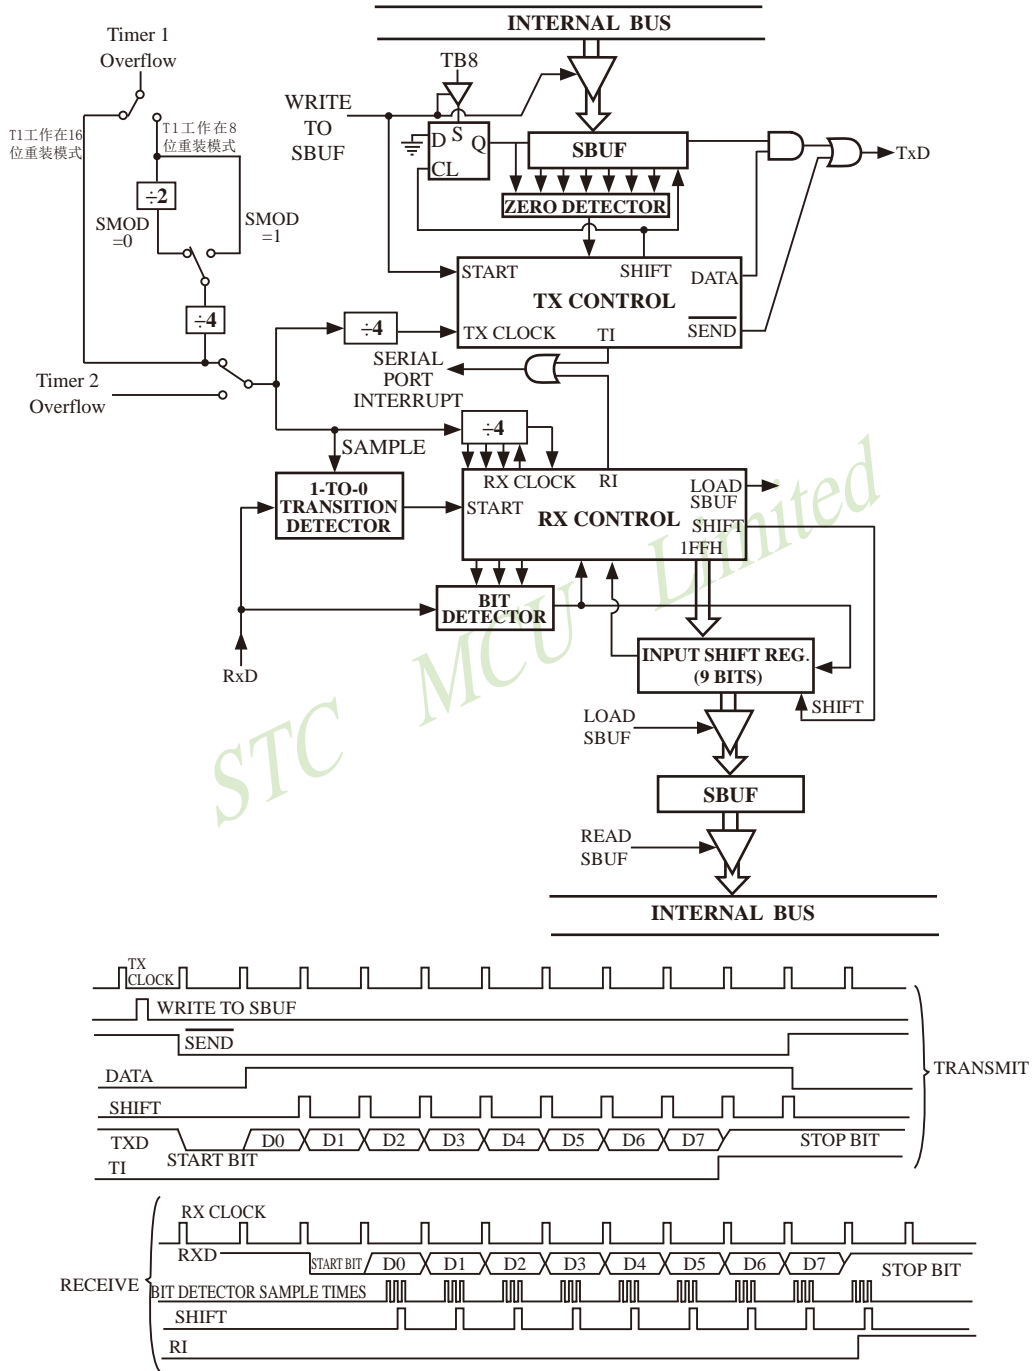 INTERNAL BUS
Timer 1
Overflow
TB8
WRITE
TO
SBUF
T1工作在16
位重装模式
T1工作在8
位重装模式
D
S
Q
CL
SBUF
TxD
÷2
ZERO DETECTOR
SMOD
=0
SMOD
=1
START
SHIFT
DATA
TX CONTROL
÷4
÷4
TX CLOCK
TI
SEND
SERIAL
PORT
INTERRUPT
Timer 2
Overflow
÷4
SAMPLE
RX CLOCK
RI
LOAD
SBUF
1-TO-0
TRANSITION
DETECTOR
START
RX CONTROL
SHIFT
1FFH
BIT
DETECTOR
RxD
INPUT SHIFT REG.
(9 BITS)
SHIFT
LOAD
SBUF
SBUF
READ
SBUF
INTERNAL BUS
STC MCU Limited
TX
CLOCK
WRITE TO SBUF
SEND
DATA
TRANSMIT
SHIFT
TXD
START BIT
D0 D1 D2 D3 D4 D5 D6 D7
STOP BIT
TI
RX CLOCK
RXD
START BIT
D0 D1 D2 D3 D4 D5 D6 D7
STOP BIT
RECEIVE
BIT DETECTOR SAMPLE TIMES
SHIFT
RI